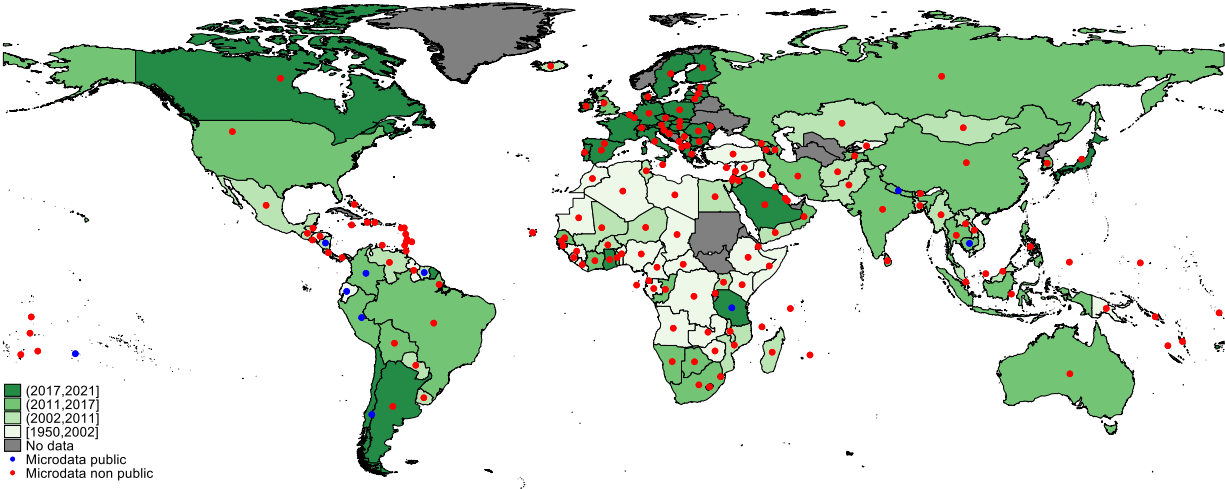 (2017,2021]
(2011,2017]
(2002,2011]
[1950,2002]
No data
Microdata public
Microdata non public